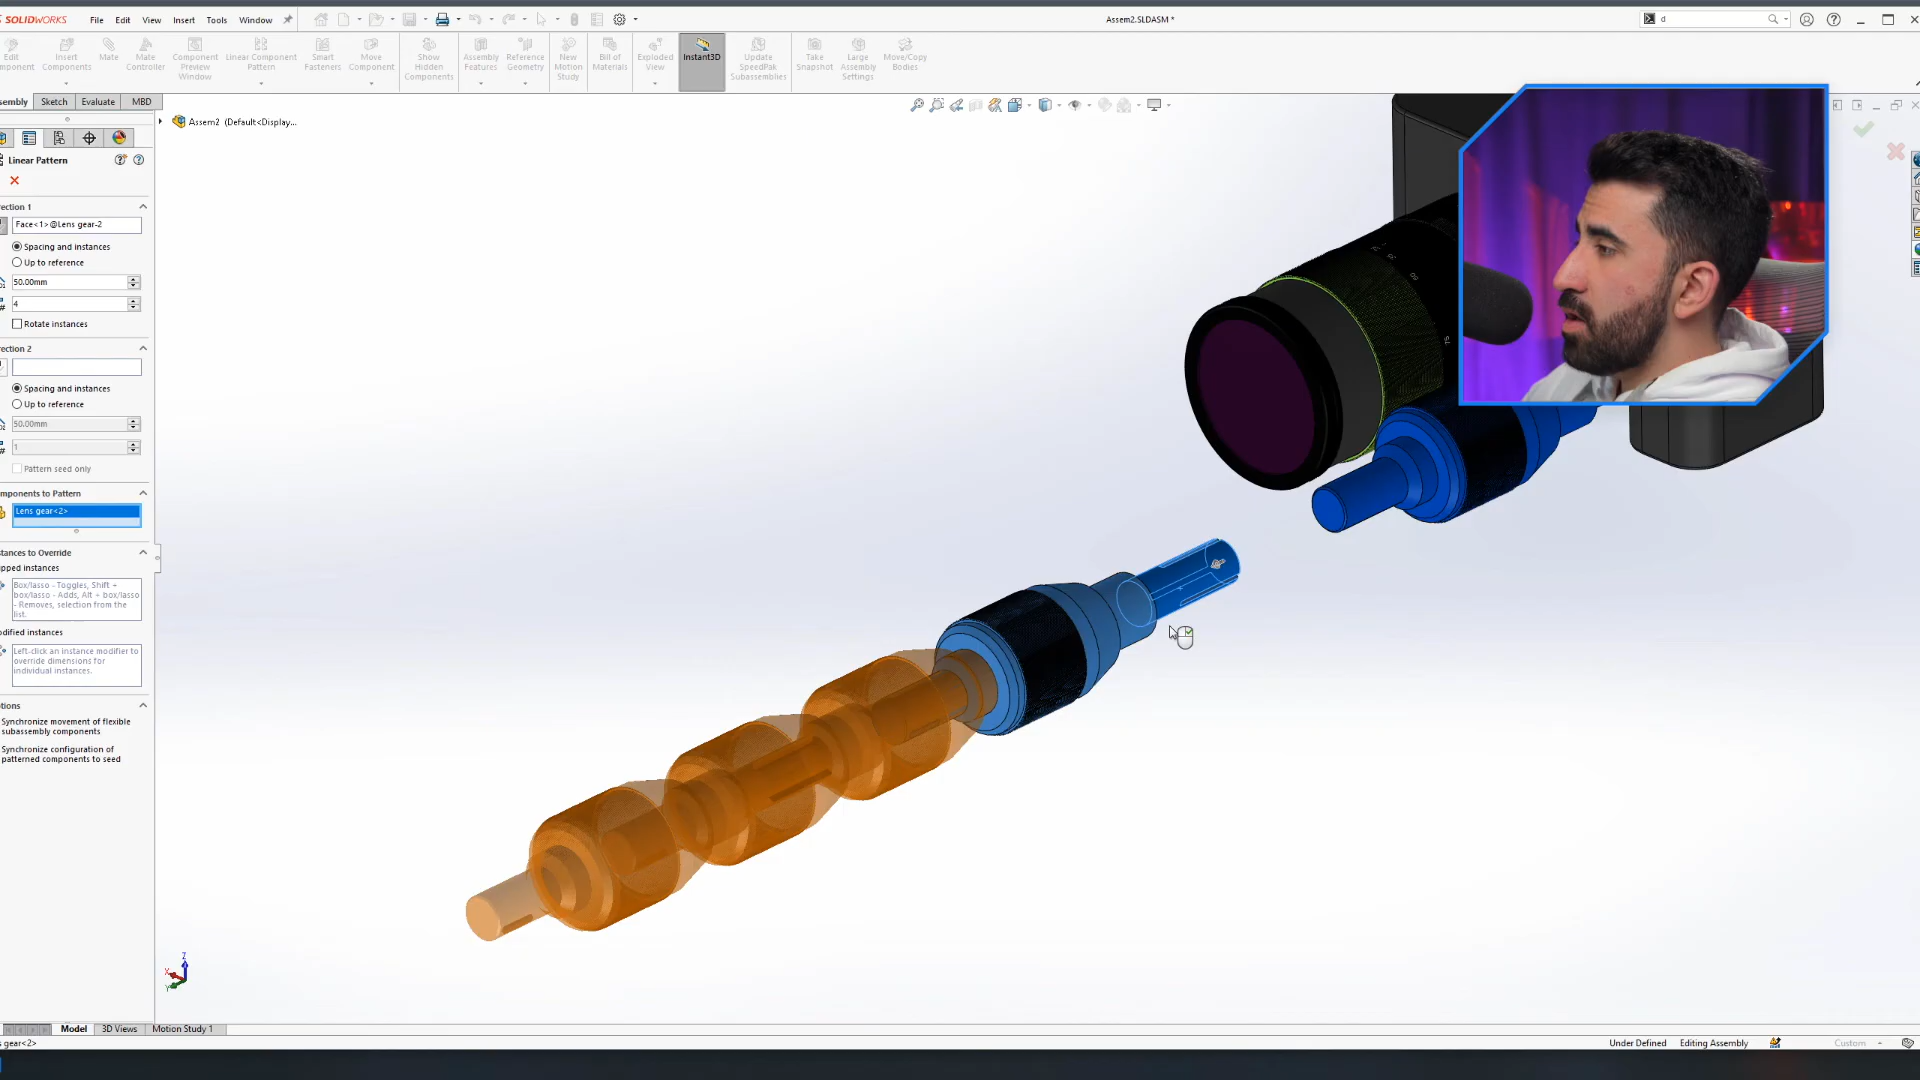 SOLIDWORKS
File
Edit
View
Insert
Tools
Window
Assem2.SLDASM *
d
Edit
Insert
Components
Mate
Mate
Controller
Component
Preview
Window
Linear Component
Pattern
Smart
Fasteners
Move
Component
Show
Hidden
Components
Assembly
Features
Reference
Geometry
New
Motion
Study
Bill of
Materials
Exploded
View
Instant3D
Update
SpeedPak
Subassemblies
Take
Snapshot
Large
Assembly
Settings
Move/Copy
Bodies
sembly
Sketch
Evaluate
MBD
Assem2 (Default<Display...
Linear Pattern
ection 1
Face<1>@Lens gear-2
Spacing and instances
Up to reference
50.00mm
4
Rotate instances
ection 2
Spacing and instances
Up to reference
50.00mm
1
Pattern seed only
mponents to Pattern
Lens gear<2>
stances to Override
ipped instances
Box/lasso - Toggles, Shift +
box/lasso - Adds, Alt + box/lasso
- Removes, selection from the
list.
odified instances
Left-click an instance modifier to
override dimensions for
individual instances.
otions
Synchronize movement of flexible
subassembly components
Synchronize configuration of
patterned components to seed
Z
X
Y
Model
3D Views
Motion Study 1
s gear<2>
Under Defined
Editing Assembly
Custom